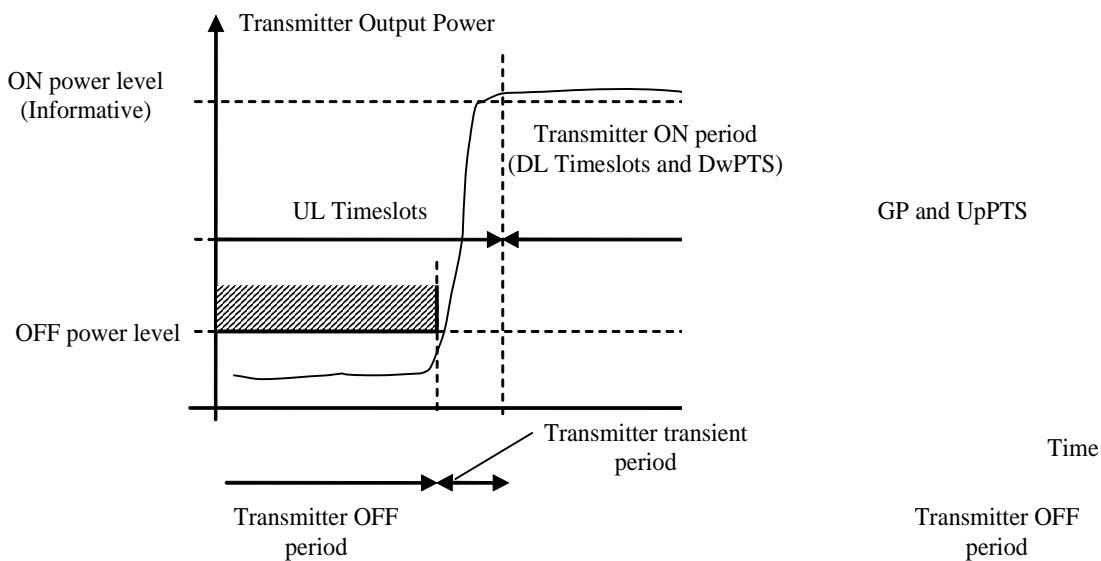 Transmitter Output Power
ON power level
(Informative)
Transmitter ON period
(DL Timeslots and DwPTS)
UL Timeslots
GP and UpPTS
OFF power level
Transmitter transient
period
Time
Transmitter OFF
period
Transmitter OFF
period